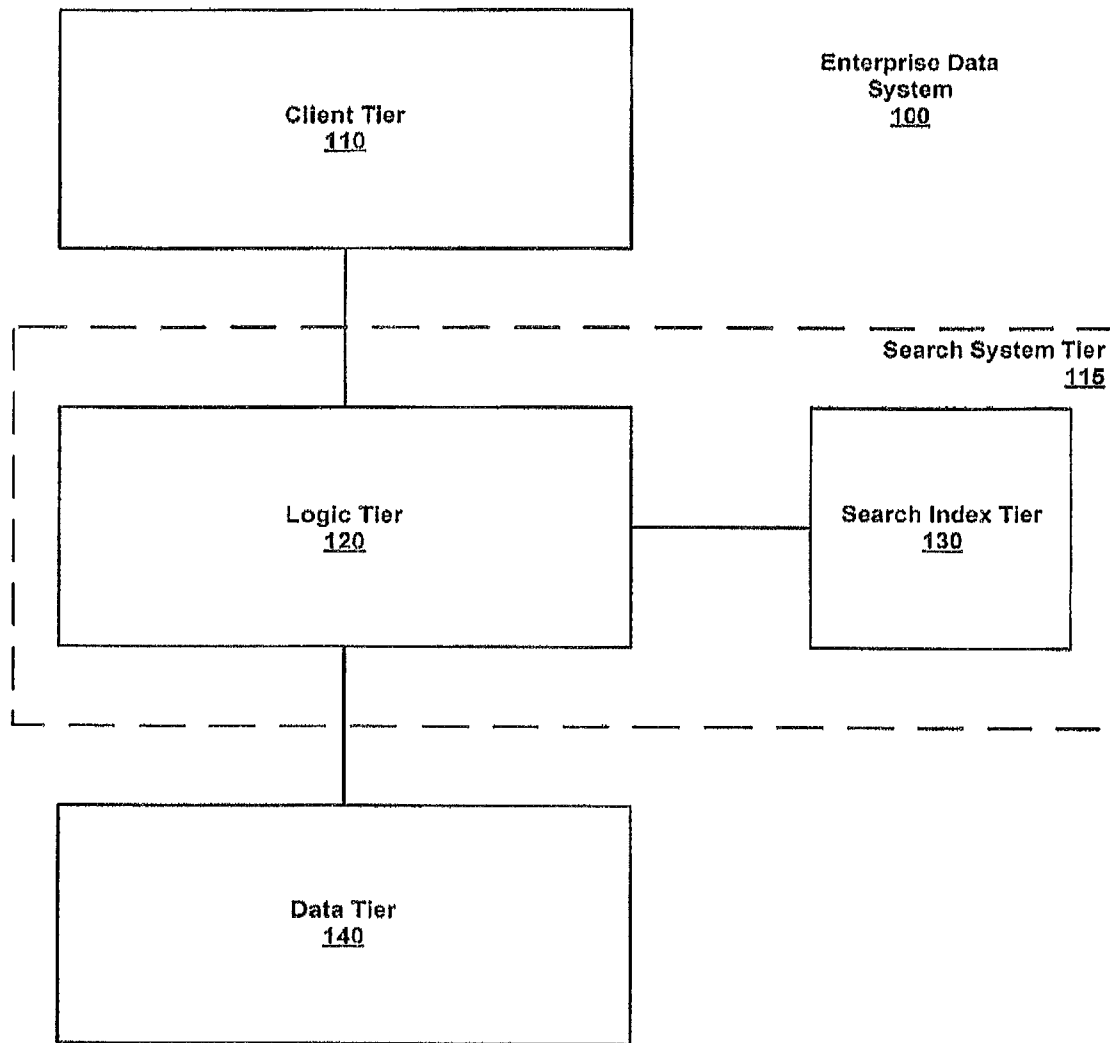 Client Tier
110
Enterprise Data
System
100
Search System Tier
115
Logic Tier
120
Search Index Tier
130
Data Tier
140